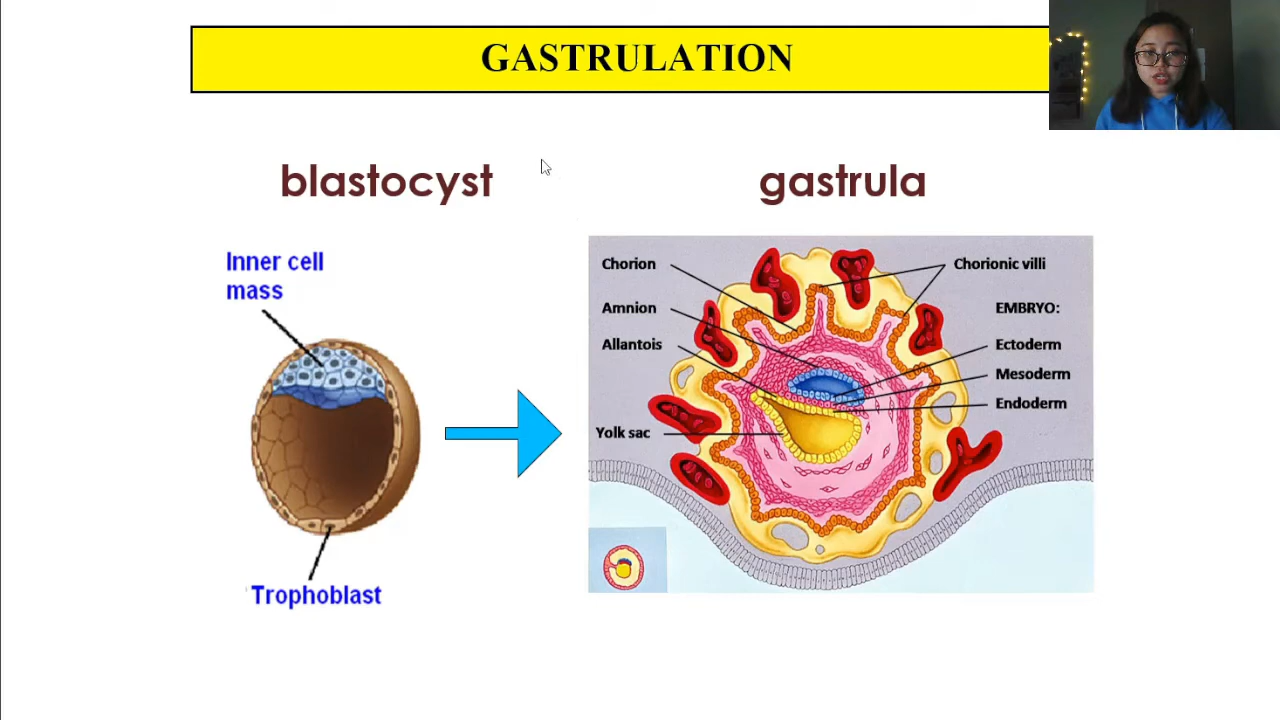 GASTRULATION
blastocyst
gastrula
Inner cell
mass
Trophoblast
Chorion
Amnion
Allantois
Yolk sac
Chorionic villi
EMBRYO:
Ectoderm
Mesoderm
Endoderm